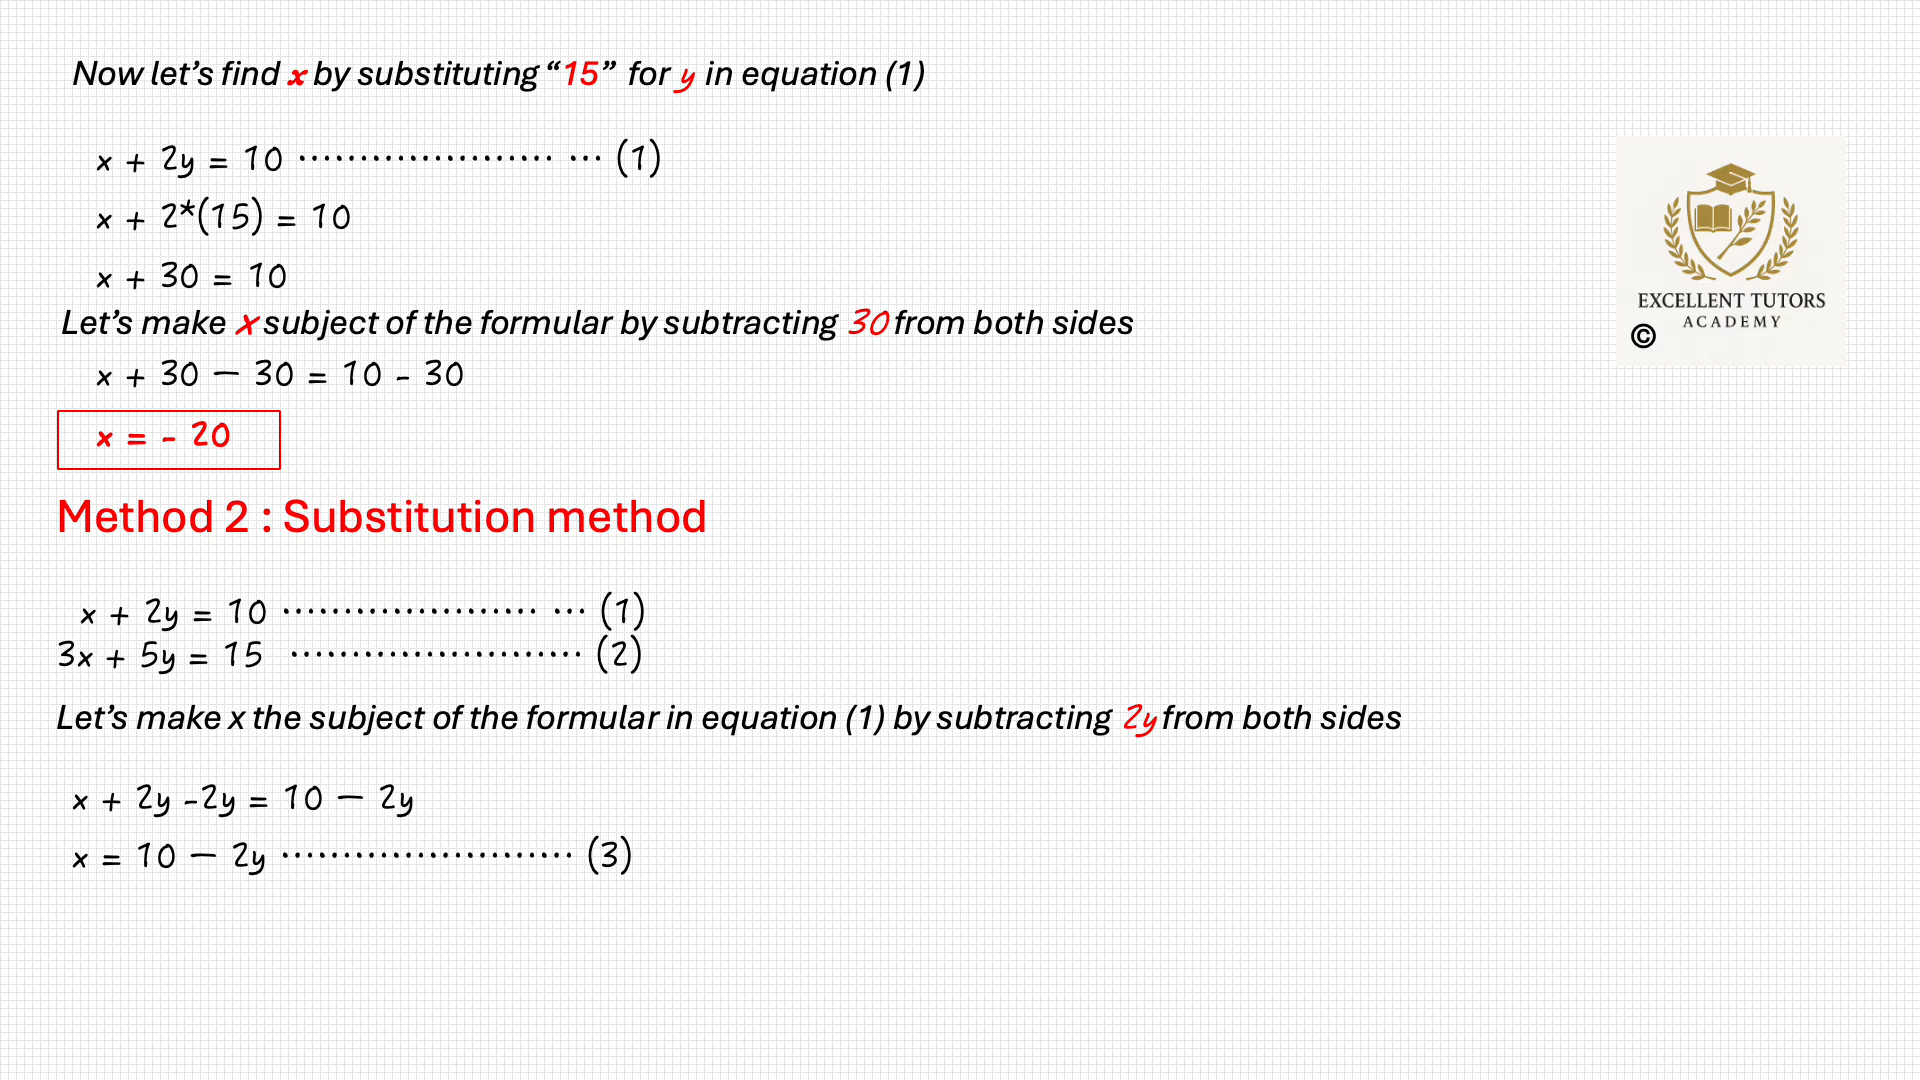 Now let’s find x by substituting “15” for y in equation (1)
x + 2y = 10 ..................... ... (1)
x + 2*(15) = 10
x + 30 = 10
Let’s make x subject of the formular by subtracting 30 from both sides
x + 30 – 30 = 10 - 30
x = - 20
EXCELLENT TUTORS
ACADEMY
©
Method 2 : Substitution method
x + 2y = 10 ..................... ... (1)
3x + 5y = 15 ........................ (2)
Let’s make x the subject of the formular in equation (1) by subtracting 2y from both sides
x + 2y -2y = 10 – 2y
x = 10 – 2y ........................ (3)